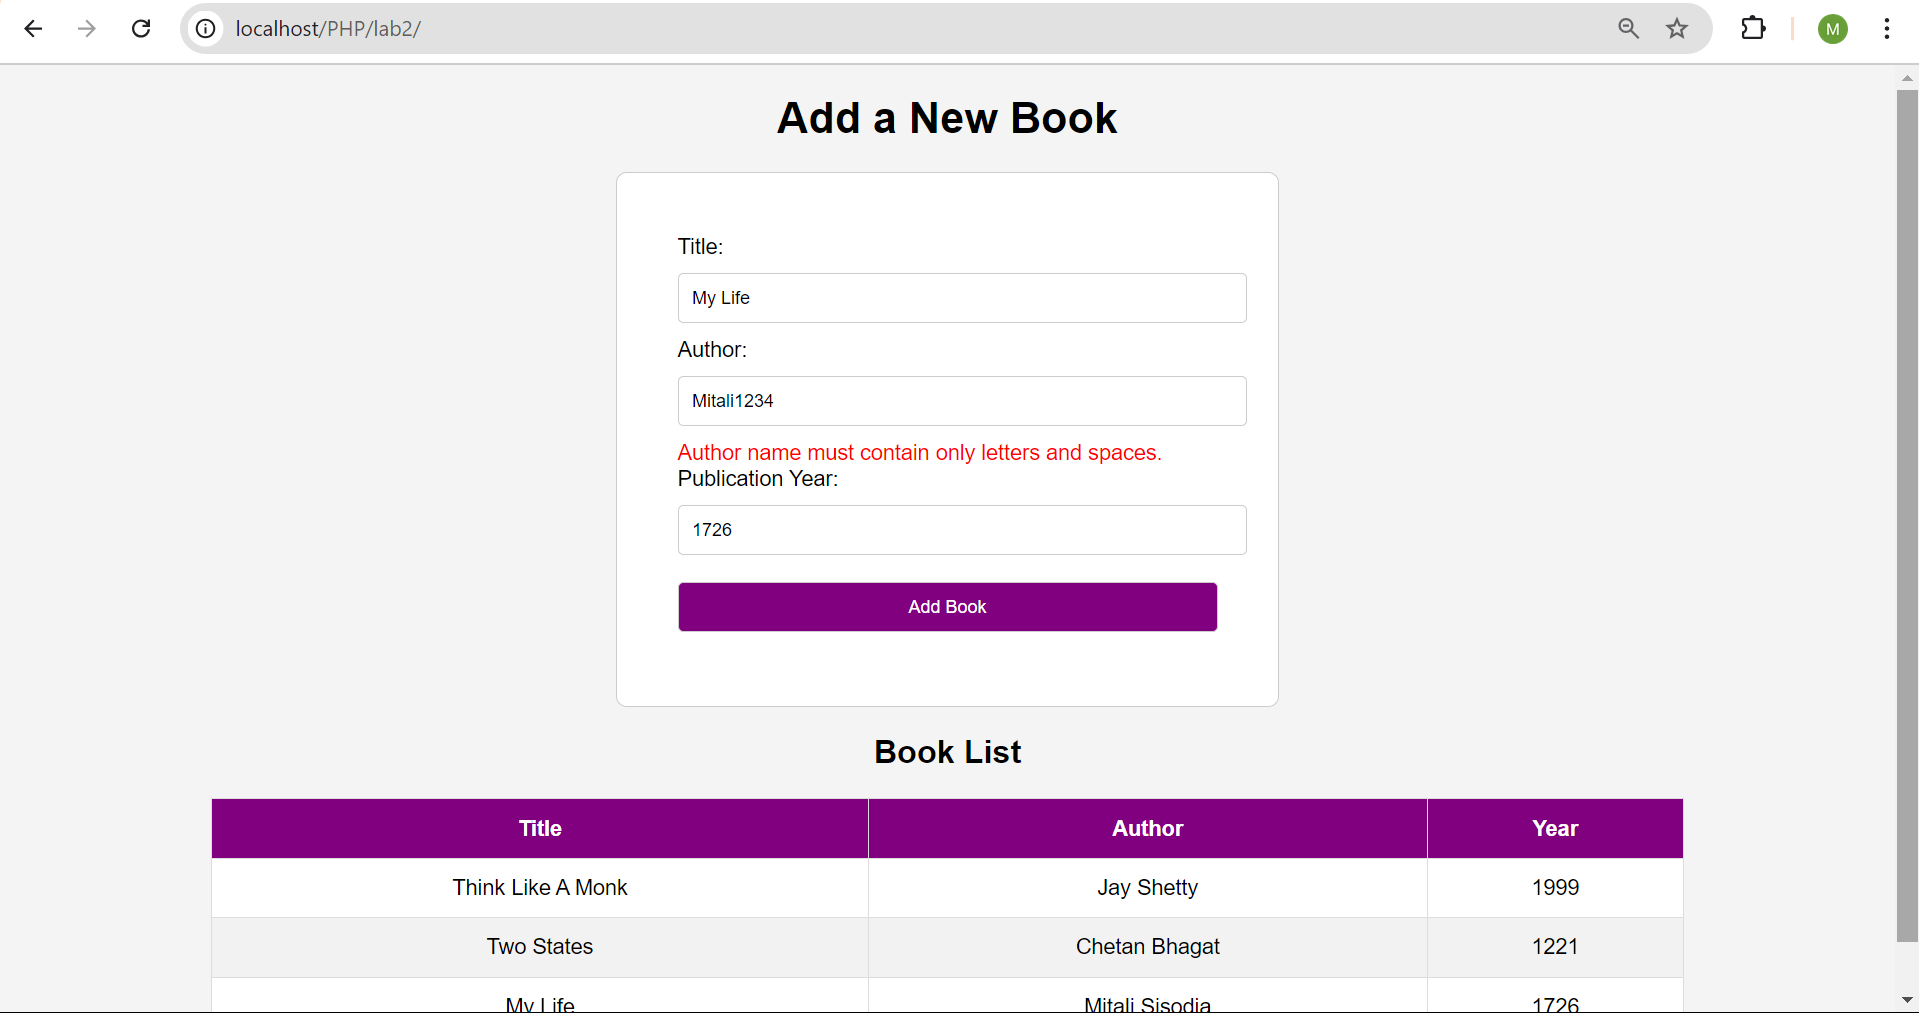 localhost/PHP/lab2/
M
Add a New Book
Title:
My Life
Author:
Mitali1234
Author name must contain only letters and spaces.
Publication Year:
1726
Add Book
Book List
Title Author Year
Think Like A Monk Jay Shetty 1999
Two States Chetan Bhagat 1221
My Life Mitali Sisodia 1726